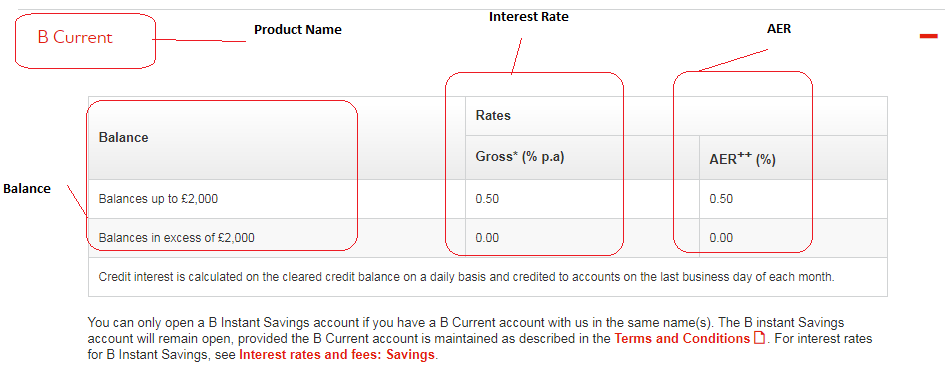 Interest Rate
B Current
Product Name
AER
Rates
Balance
Gross* (% p.a)
AER++ (%)
Balance
Balances up to £2,000
0.50
0.50
Balances in excess of £2,000
0.00
0.00
Credit interest is calculated on the cleared credit balance on a daily basis and credited to accounts on the last business day of each month.
You can only open a B Instant Savings account if you have a B Current account with us in the same name(s). The B instant Savings
account will remain open, provided the B Current account is maintained as described in the Terms and Conditions. For interest rates
for B Instant Savings, see Interest rates and fees: Savings.